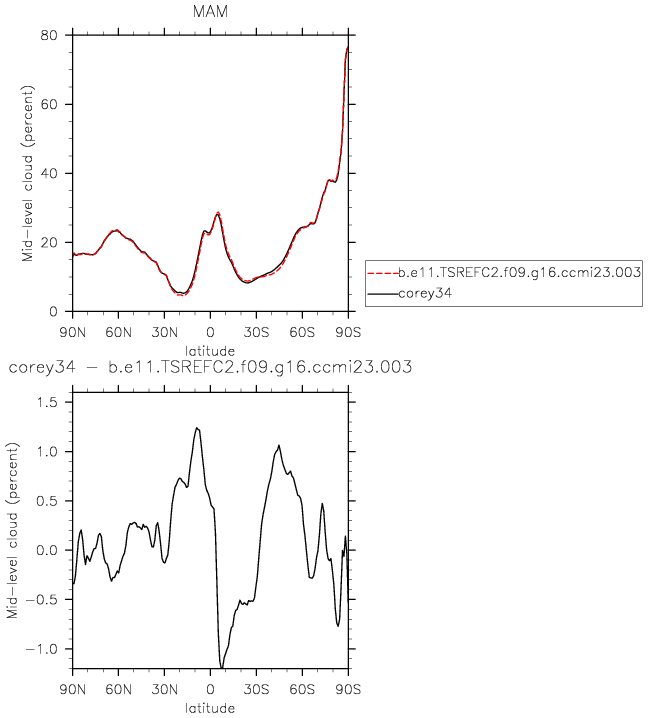 MAM
80
60
40
20
0
Mid-level cloud (percent)
90N 60N 30N 0 30S 60S 90S
latitude
b.e11.TSREFC2.f09.g16.ccmi23.003
corey34
corey34 - b.e11.TSREFC2.f09.g16.ccmi23.003
1.5
1.0
0.5
0.0
-0.5
-1.0
Mid-level cloud (percent)
90N 60N 30N 0 30S 60S 90S
latitude